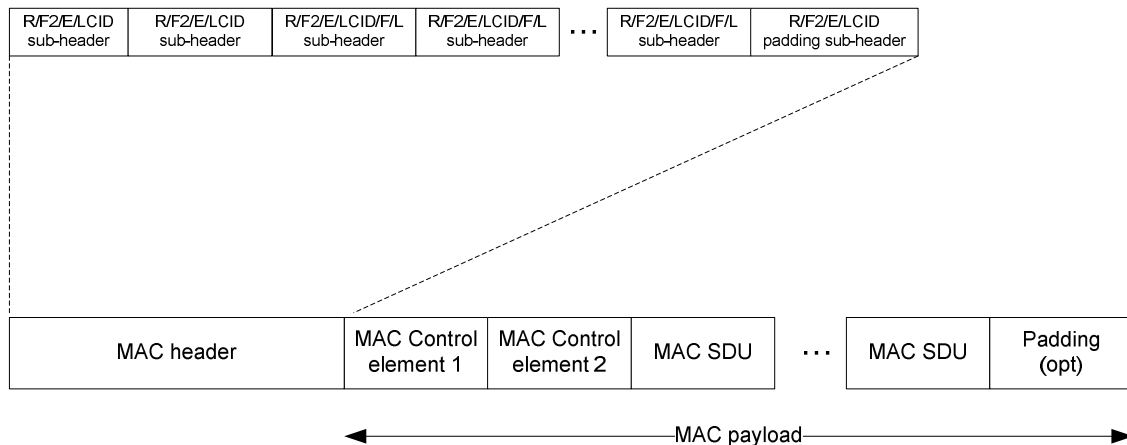 R/F2/E/LCID
sub-header
R/F2/E/LCID
sub-header
R/F2/E/LCID/F/L
sub-header
R/F2/E/LCID/F/L
sub-header
...
R/F2/E/LCID/F/L
sub-header
R/F2/E/LCID
padding sub-header
MAC header
MAC Control
element 1
MAC Control
element 2
MAC SDU
...
MAC SDU
Padding
(opt)
MAC payload